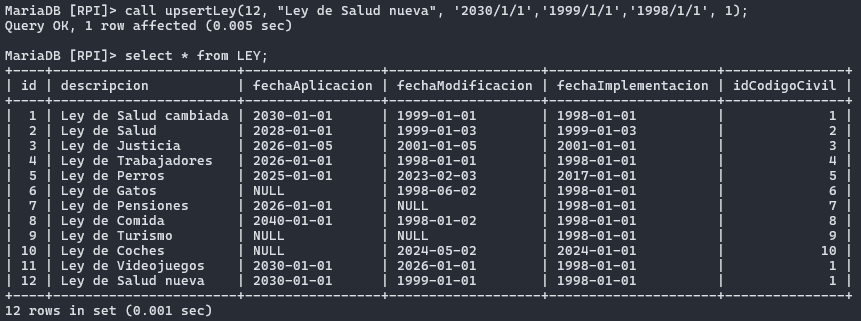 MariaDB [RPI]> call upsertLey(12, "Ley de Salud nueva", '2030/1/1','1999/1/1','1998/1/1', 1);
Query OK, 1 row affected (0.005 sec)

MariaDB [RPI]> select * from LEY;
+----+----------------------+-----------------+-------------------+---------------------+---------------+
| id | descripcion          | fechaAplicacion | fechaModificacion | fechaImplementacion | idCodigoCivil |
+----+----------------------+-----------------+-------------------+---------------------+---------------+
|  1 | Ley de Salud cambiada | 2030-01-01      | 1999-01-01        | 1998-01-01          |             1 |
|  2 | Ley de Salud         | 2028-01-01      | 1999-01-03        | 1999-01-03          |             2 |
|  3 | Ley de Justicia      | 2026-01-05      | 2001-01-05        | 2001-01-01          |             3 |
|  4 | Ley de Trabajadores  | 2026-01-01      | 1998-01-01        | 1998-01-01          |             4 |
|  5 | Ley de Perros        | 2025-01-01      | 2023-02-03        | 2017-01-01          |             5 |
|  6 | Ley de Gatos         | NULL            | 1998-06-02        | 1998-01-01          |             6 |
|  7 | Ley de Pensiones     | 2026-01-01      | NULL              | 1998-01-01          |             7 |
|  8 | Ley de Comida        | 2040-01-01      | 1998-01-02        | 1998-01-01          |             8 |
|  9 | Ley de Turismo       | NULL            | NULL              | 1998-01-01          |             9 |
| 10 | Ley de Coches        | NULL            | 2024-05-02        | 2024-01-01          |            10 |
| 11 | Ley de Videojuegos   | 2030-01-01      | 2026-01-01        | 1998-01-01          |             1 |
| 12 | Ley de Salud nueva   | 2030-01-01      | 1999-01-01        | 1998-01-01          |             1 |
+----+----------------------+-----------------+-------------------+---------------------+---------------+
12 rows in set (0.001 sec)